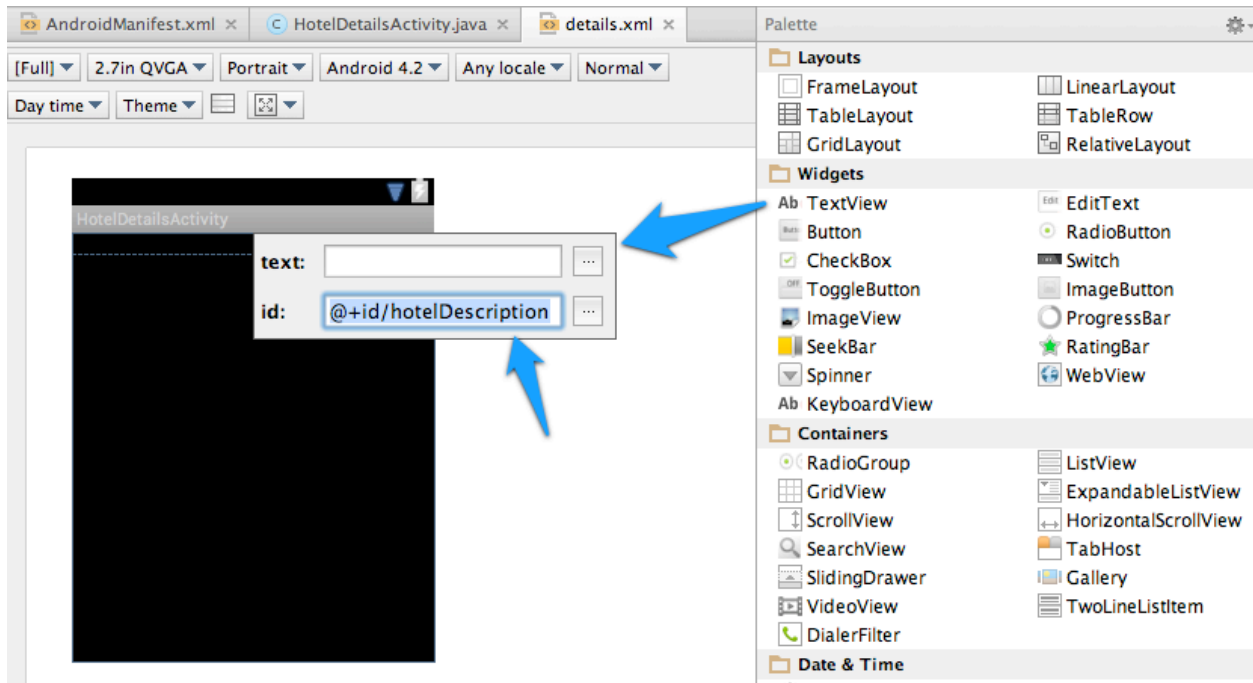 AndroidManifest.xml
HotelDetailsActivity.java
details.xml
[Full]
2.7in QVGA
Portrait
Android 4.2
Any locale
Normal
Day time
Theme
HotelDetailsActivity
text:
...
id:
@+id/hotelDescription
...
Palette
Layouts
FrameLayout
LinearLayout
TableLayout
TableRow
GridLayout
RelativeLayout
Widgets
Ab TextView
EditText
Button
RadioButton
CheckBox
Switch
ToggleButton
ImageButton
ImageView
ProgressBar
SeekBar
RatingBar
Spinner
WebView
Ab KeyboardView
Containers
RadioGroup
ListView
GridView
ExpandableListView
ScrollView
HorizontalScrollView
SearchView
TabHost
SlidingDrawer
Gallery
VideoView
TwoLineListItem
DialerFilter
Date & Time